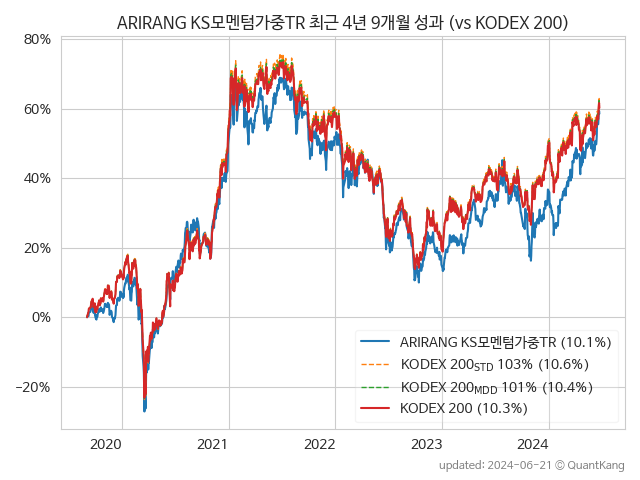 ARIRANG KS모멘텀가중TR 최근 4년 9개월 성과 (vs KODEX 200)
80%
60%
40%
20%
0%
−20%
ARIRANG KS모멘텀가중TR (10.1%)
KODEX 200STD 103% (10.6%)
KODEX 200MDD 101% (10.4%)
KODEX 200 (10.3%)
2020 2021 2022 2023 2024
updated: 2024-06-21 © QuantKang